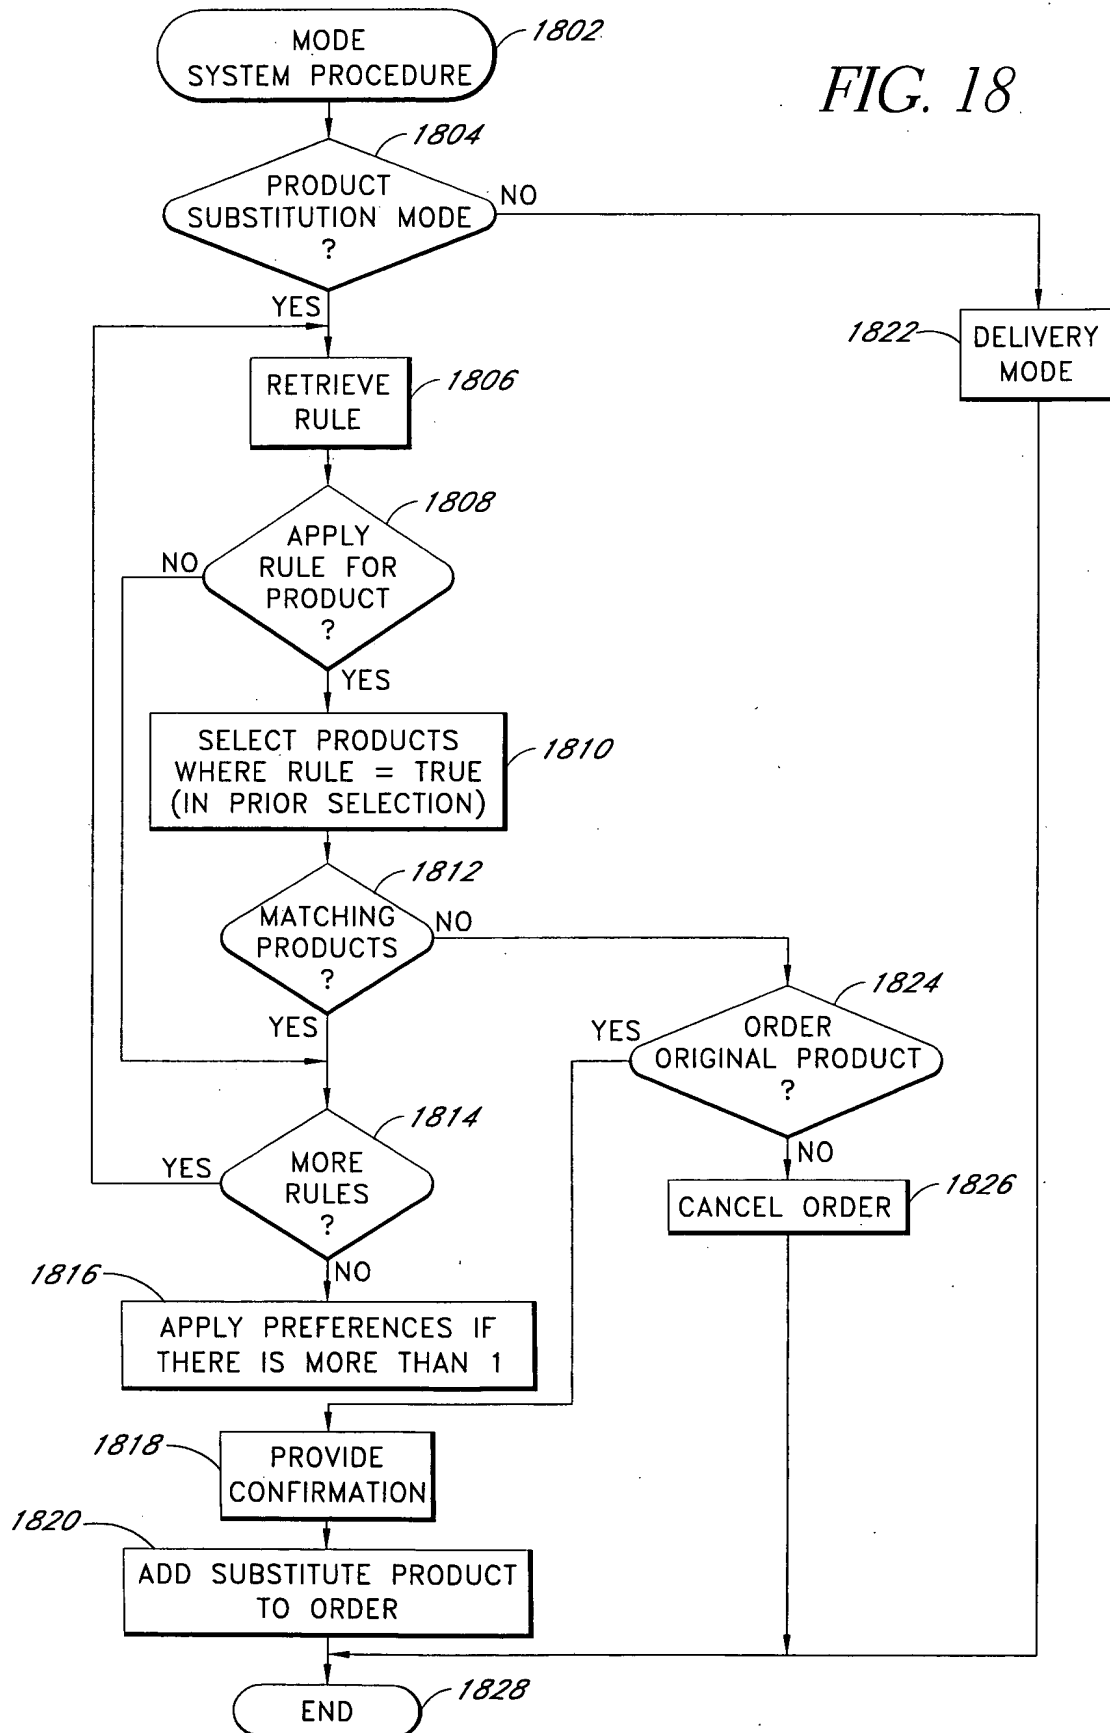 MODE
SYSTEM PROCEDURE
1802
FIG. 18
1804
PRODUCT
SUBSTITUTION MODE
?
NO
YES
1822
DELIVERY
MODE
RETRIEVE
RULE
1806
1808
APPLY
RULE FOR
PRODUCT
?
NO
YES
SELECT PRODUCTS
WHERE RULE = TRUE
(IN PRIOR SELECTION)
1810
1812
MATCHING
PRODUCTS
?
NO
YES
1824
ORDER
ORIGINAL PRODUCT
?
YES
NO
1814
MORE
RULES
?
YES
NO
CANCEL ORDER
1826
1816
APPLY PREFERENCES IF
THERE IS MORE THAN 1
1818
PROVIDE
CONFIRMATION
1820
ADD SUBSTITUTE PRODUCT
TO ORDER
END
1828